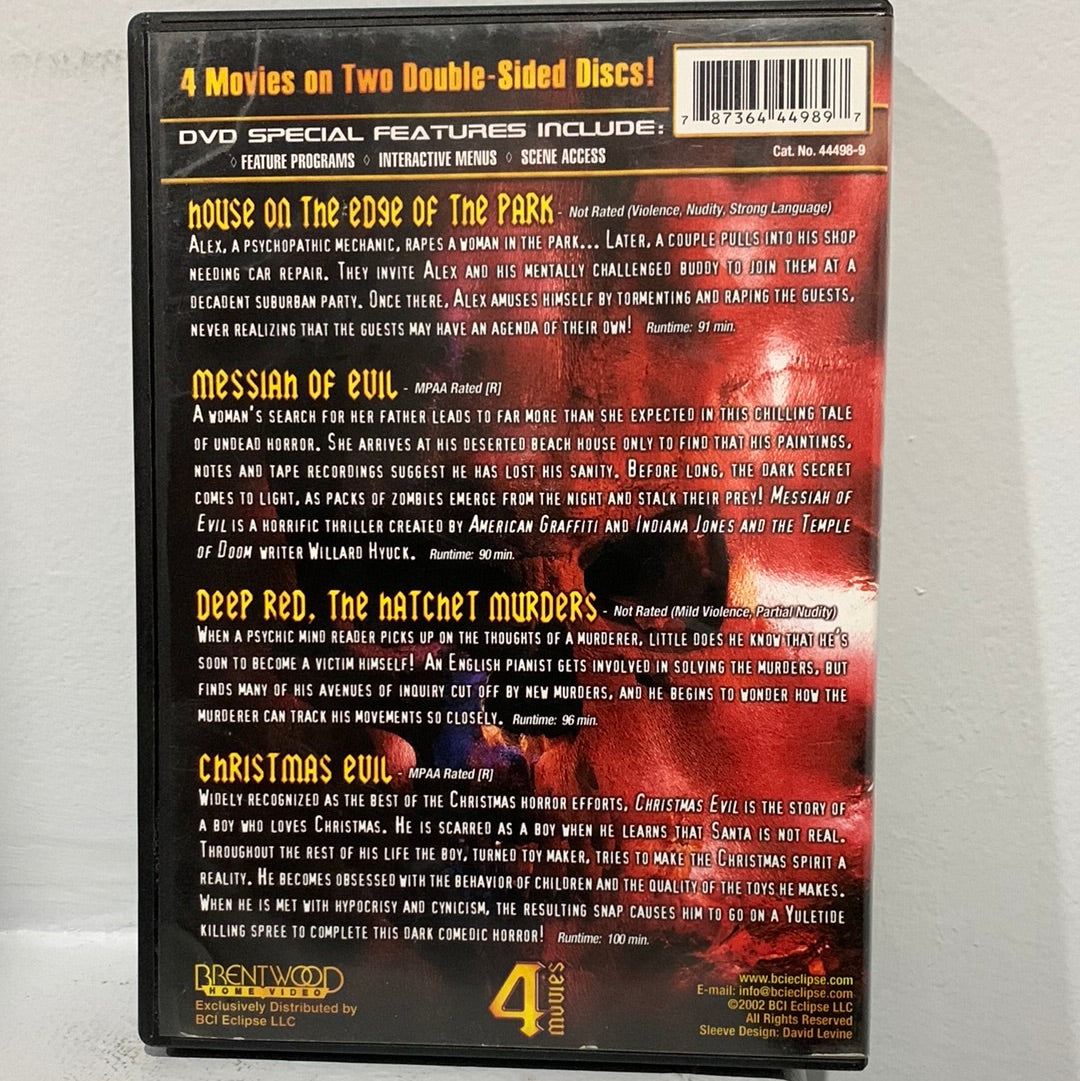 4 Movies on Two Double-Sided Discs!
7 87364 44989 7
DVD SPECIAL FEATURES INCLUDE:
◊ FEATURE PROGRAMS ◊ INTERACTIVE MENUS ◊ SCENE ACCESS
Cat. No. 44498-9
House on The Edge of The Park - Not Rated (Violence, Nudity, Strong Language)
Alex, a psychopathic mechanic, rapes a woman in the park... Later, a couple pulls into his shop
needing car repair. They invite Alex and his mentally challenged buddy to join them at a
decadent suburban party. Once there, Alex amuses himself by tormenting and raping the guests,
never realizing that the guests may have an agenda of their own! Runtime: 91 min.
Messiah of Evil - MPAA Rated [R]
A woman's search for her father leads to far more than she expected in this chilling tale
of undead horror. She arrives at his deserted beach house only to find that his paintings,
notes and tape recordings suggest he has lost his sanity. Before long, the dark secret
comes to light, as packs of zombies emerge from the night and stalk their prey! Messiah of
Evil is a horrific thriller created by American Graffiti and Indiana Jones and the Temple
of Doom writer Willard Hyuck. Runtime: 90 min.
Deep Red, The Hatchet Murders - Not Rated (Mild Violence, Partial Nudity)
When a psychic mind reader picks up on the thoughts of a murderer, little does he know that he's
soon to become a victim himself! An English pianist gets involved in solving the murders, but
finds many of his avenues of inquiry cut off by new murders, and he begins to wonder how the
murderer can track his movements so closely. Runtime: 96 min.
Christmas Evil - MPAA Rated [R]
Widely recognized as the best of the Christmas horror efforts, Christmas Evil is the story of
a boy who loves Christmas. He is scarred as a boy when he learns that Santa is not real.
Throughout the rest of his life the boy, turned toy maker, tries to make the Christmas spirit a
reality. He becomes obsessed with the behavior of children and the quality of the toys he makes.
When he is met with hypocrisy and cynicism, the resulting snap causes him to go on a Yuletide
killing spree to complete this dark comedic horror! Runtime: 100 min.
BRENTWOOD
HOME VIDEO
Exclusively Distributed by
BCI Eclipse LLC
4 movies
www.bcieclipse.com
E-mail: info@bcieclipse.com
©2002 BCI Eclipse LLC
All Rights Reserved
Sleeve Design: David Levine